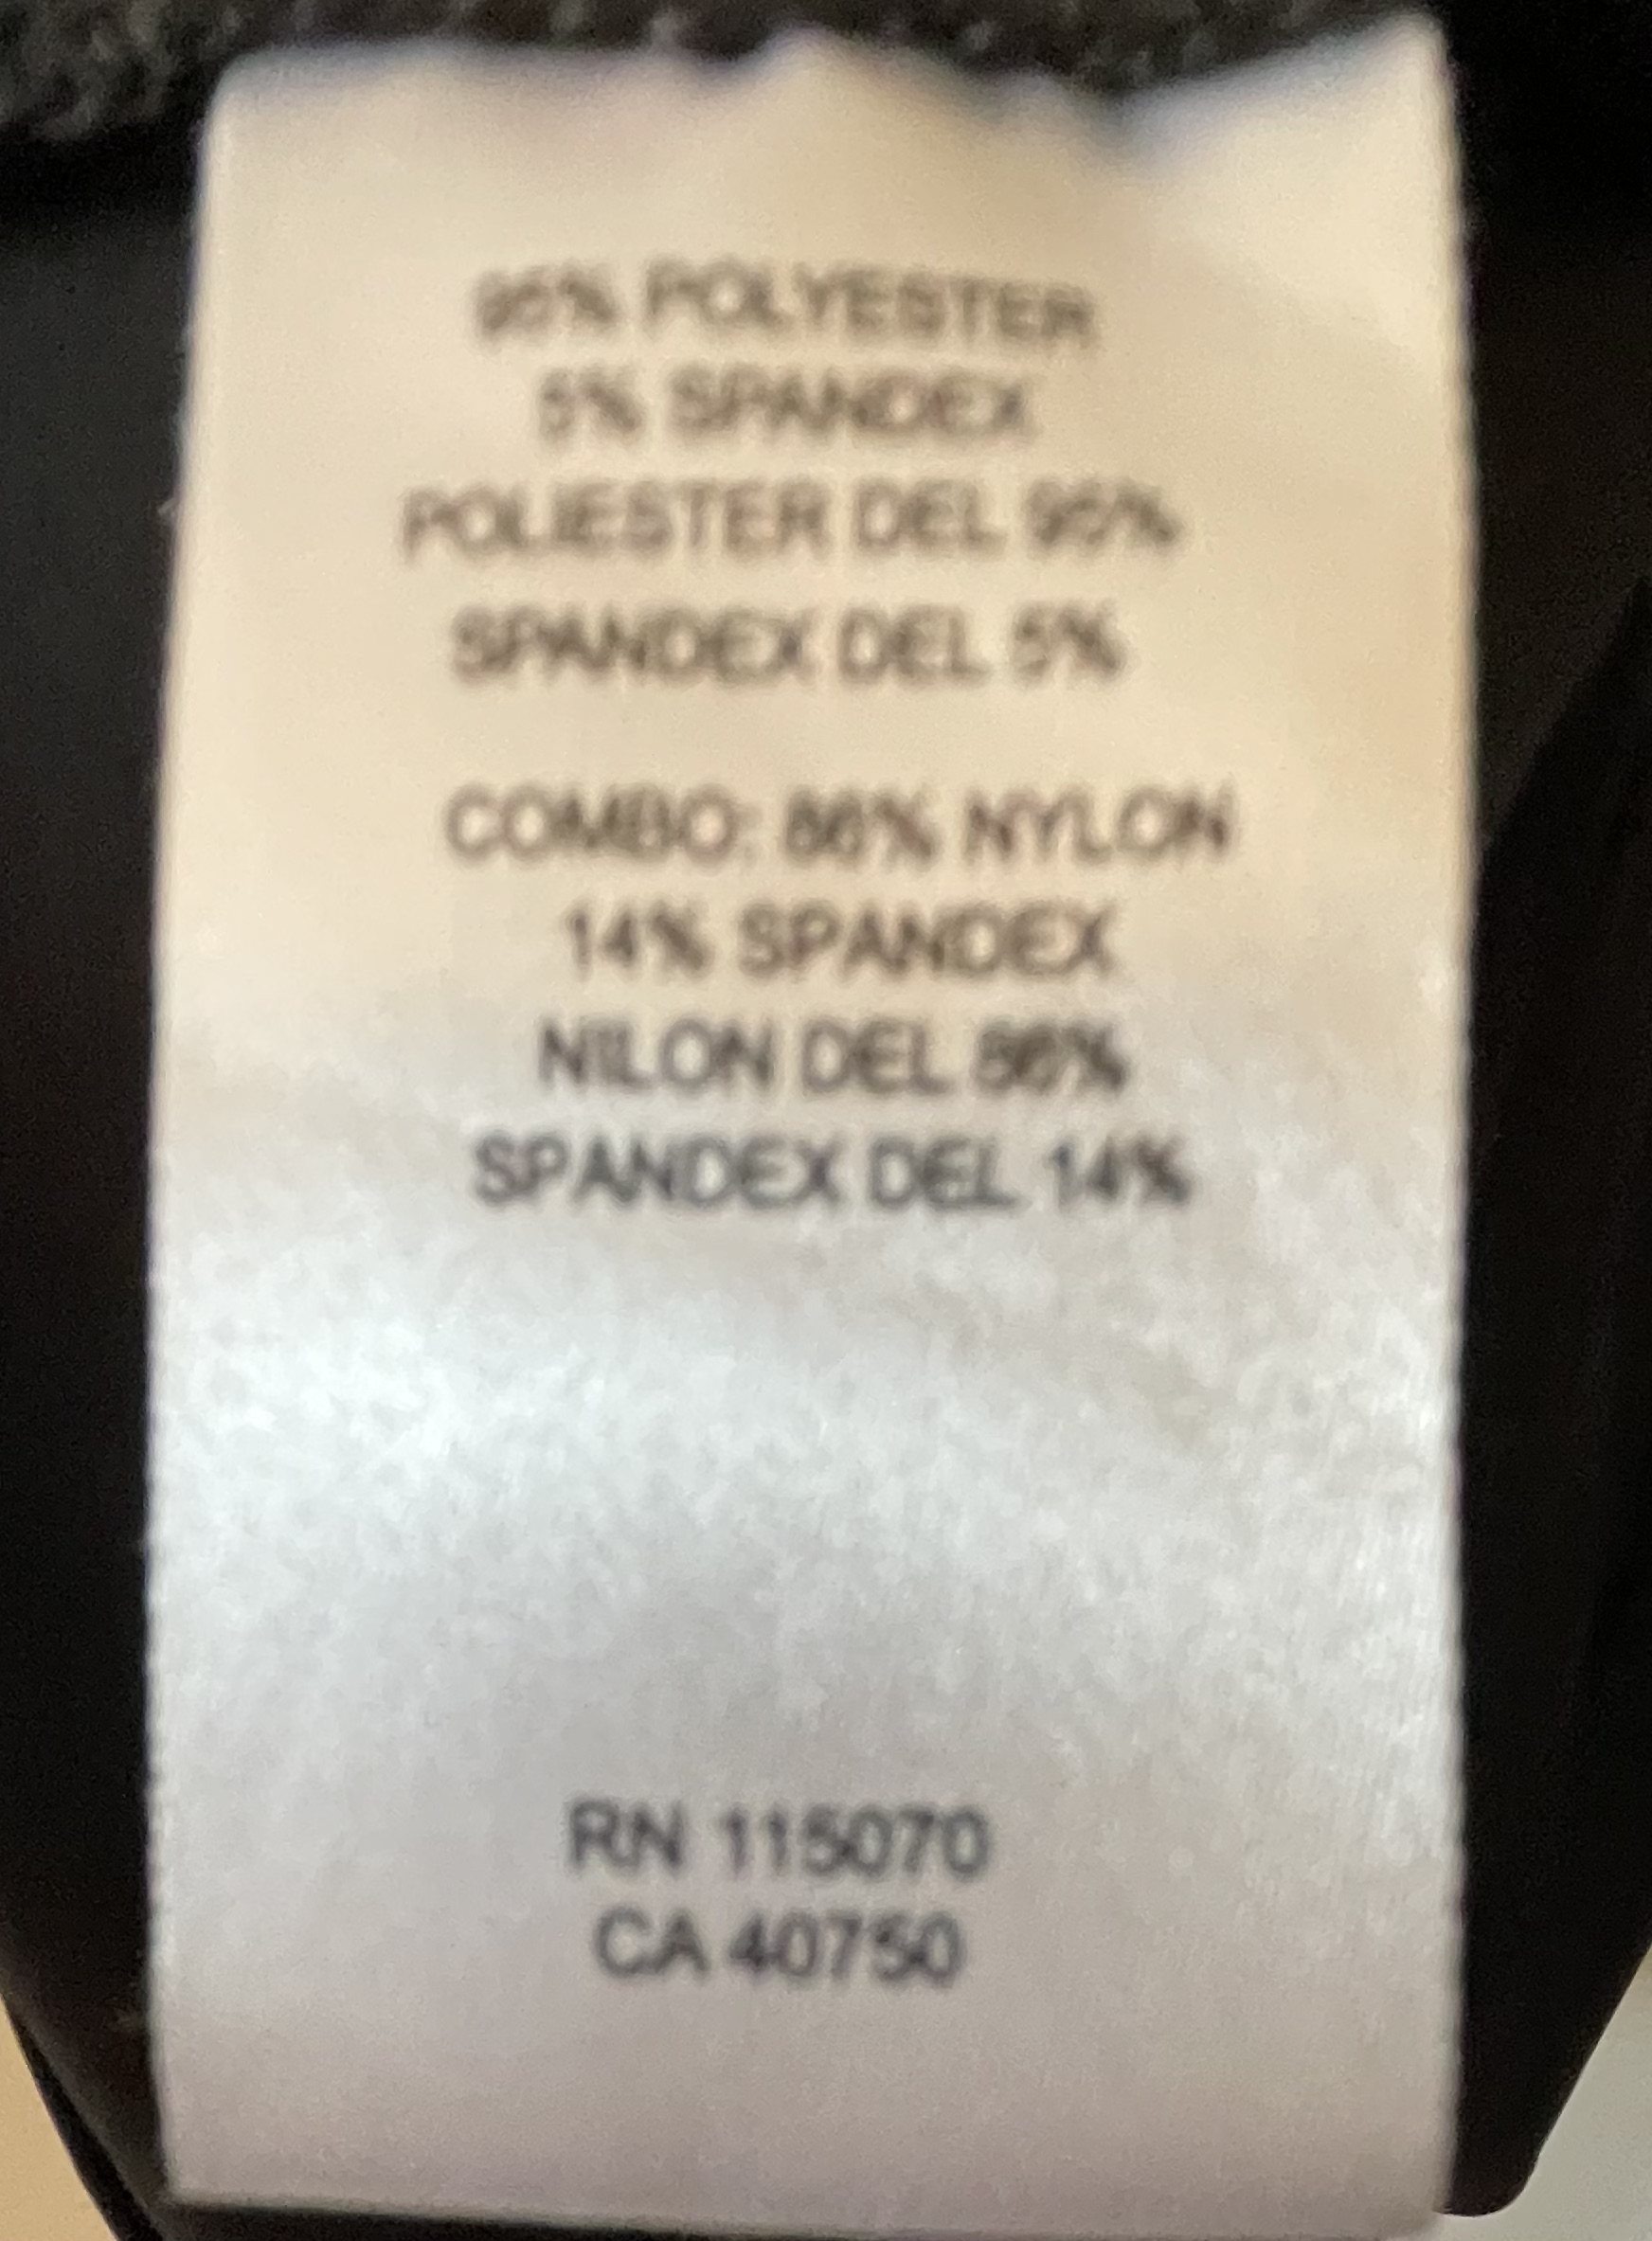 95% POLYESTER
5% SPANDEX
POLIESTER DEL 95%
SPANDEX DEL 5%
COMBO: 86% NYLON
14% SPANDEX
NILON DEL 86%
SPANDEX DEL 14%
RN 115070
CA 40750